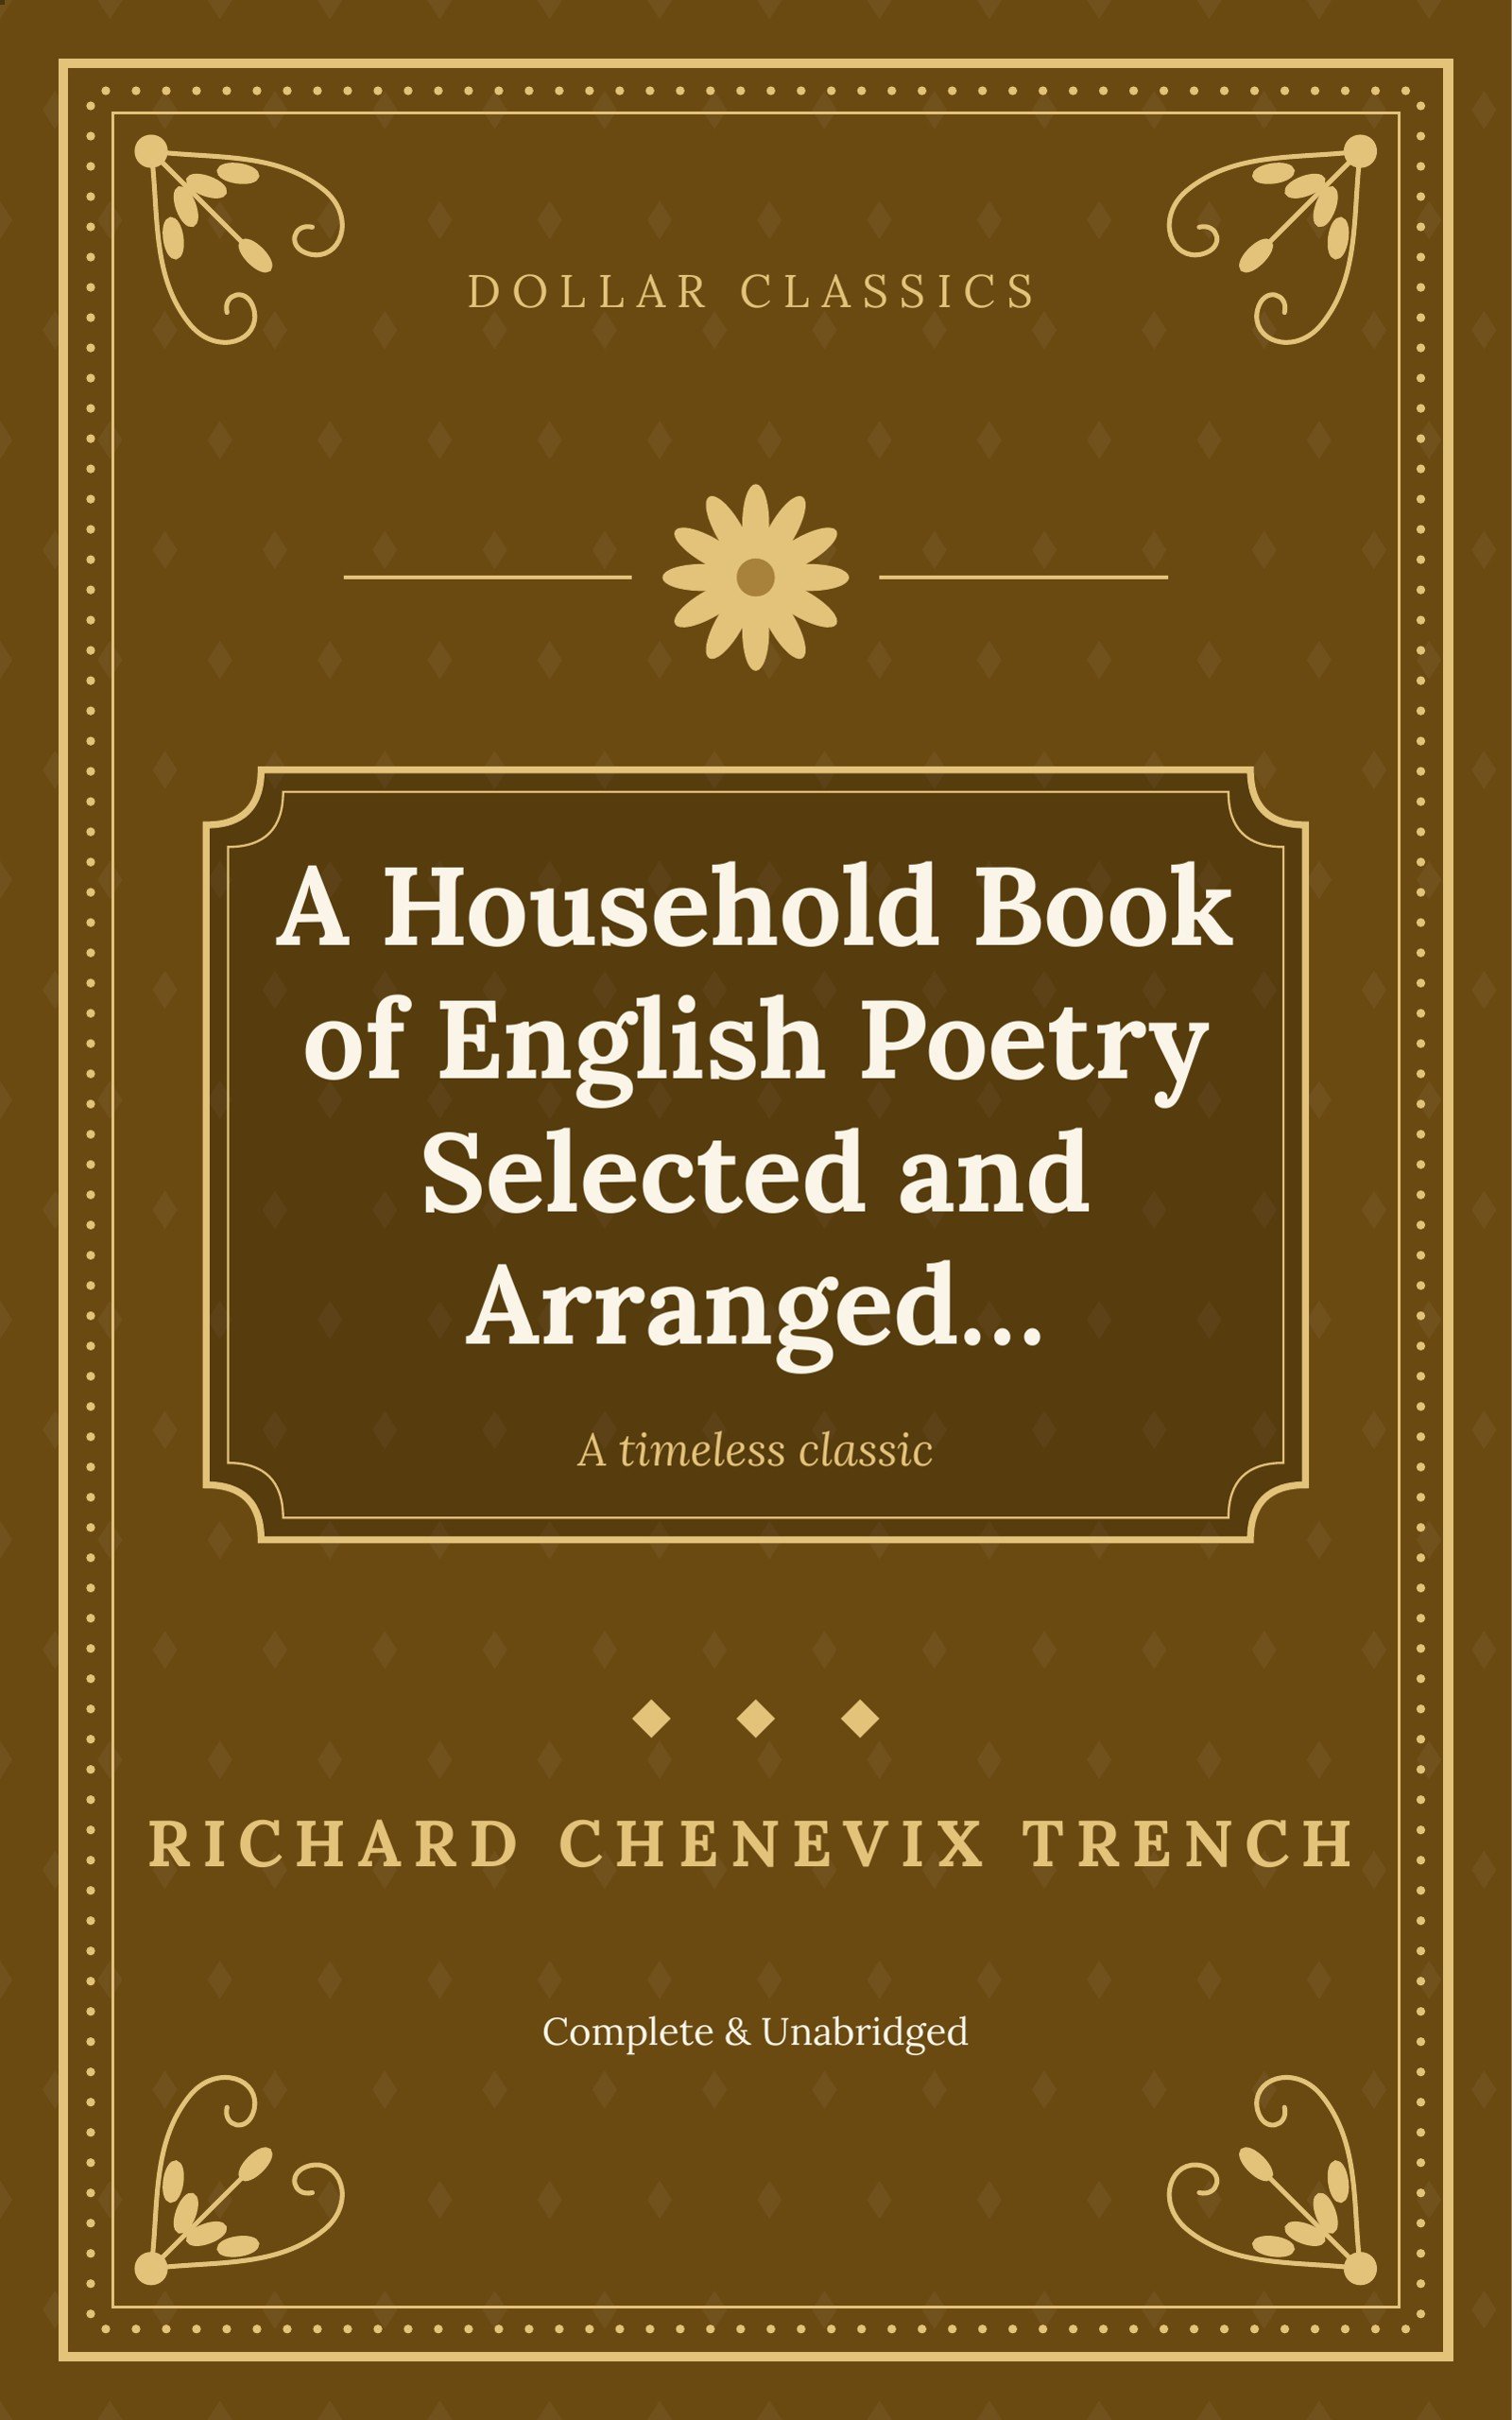 DOLLAR CLASSICS
A Household Book
of English Poetry
Selected and
Arranged...
A timeless classic
RICHARD CHENEVIX TRENCH
Complete & Unabridged